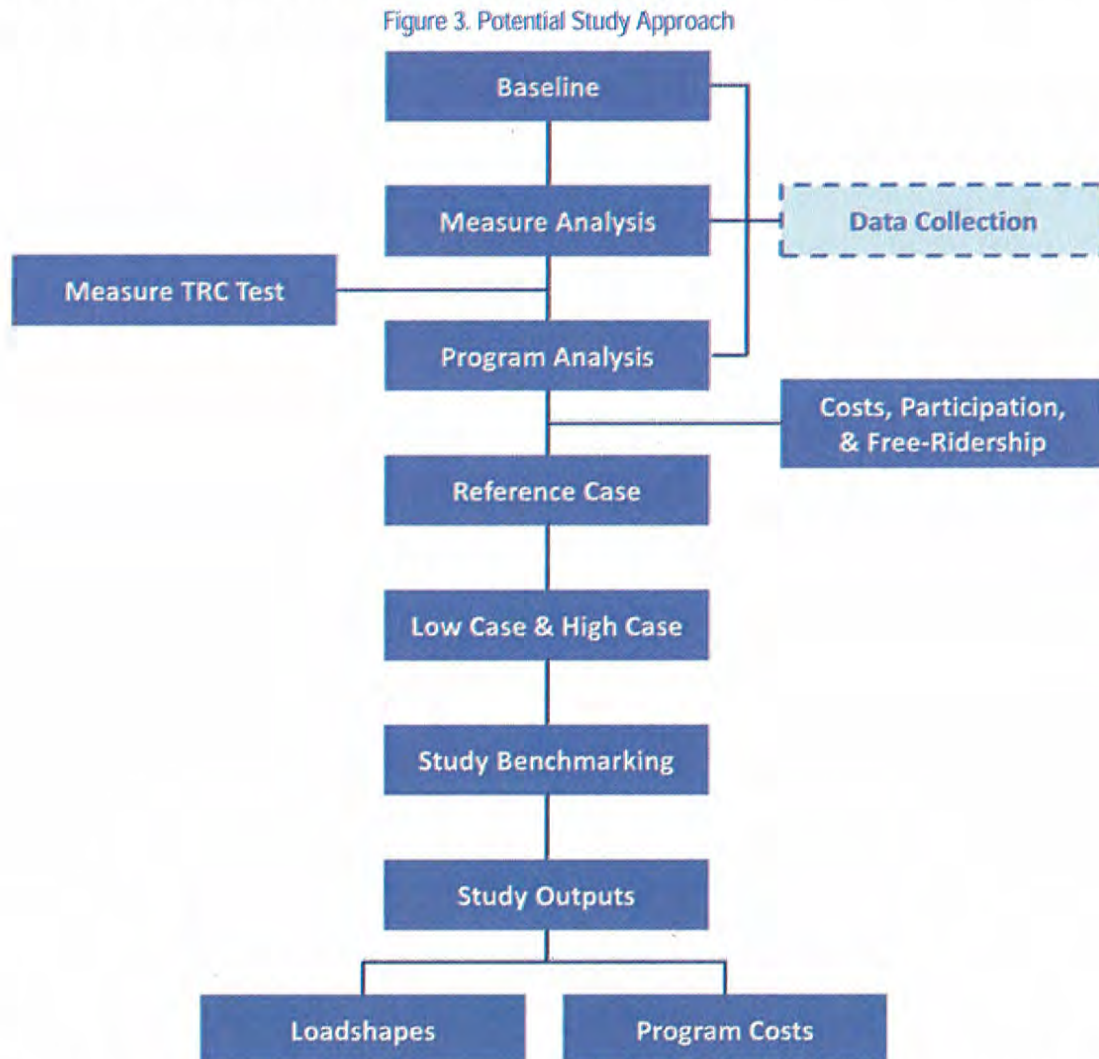 Figure 3. Potential Study Approach
Baseline
Measure Analysis
Data Collection
Measure TRC Test
Program Analysis
Costs, Participation,
& Free-Ridership
Reference Case
Low Case & High Case
Study Benchmarking
Study Outputs
Loadshapes
Program Costs